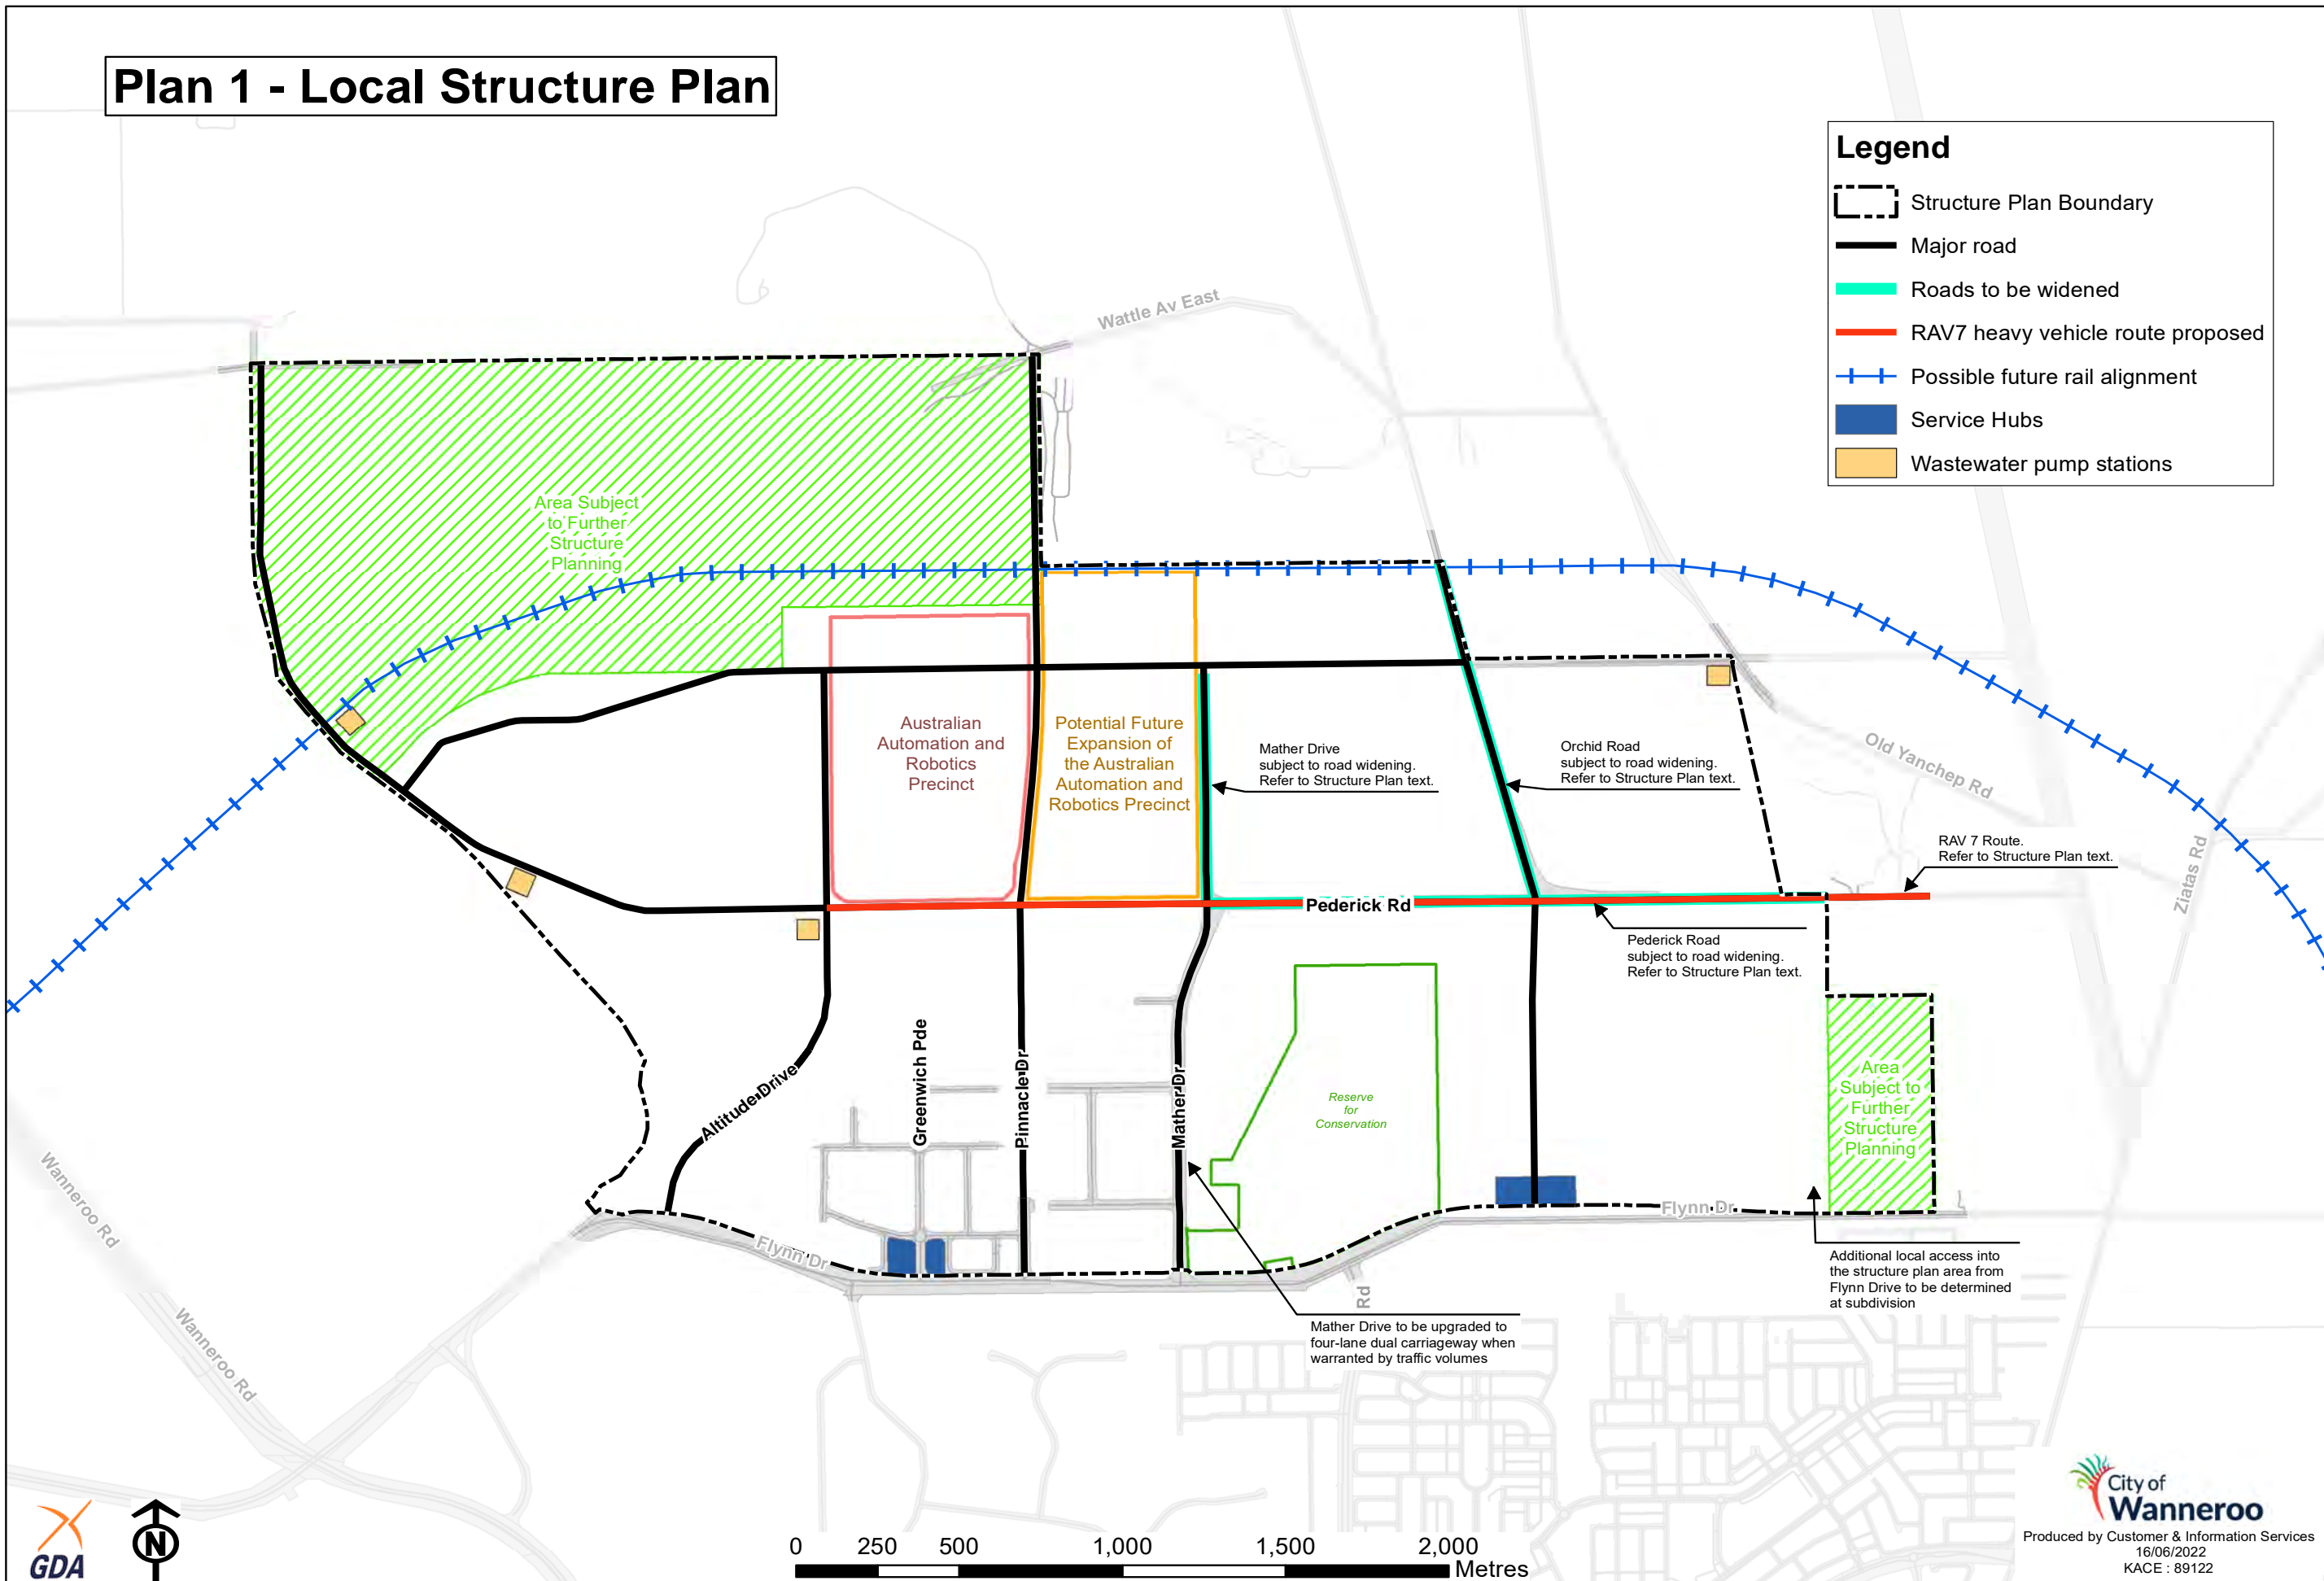 Plan 1 - Local Structure Plan
Legend
Structure Plan Boundary
Major road
Roads to be widened
RAV7 heavy vehicle route proposed
Possible future rail alignment
Service Hubs
Wastewater pump stations
Wattle Av East
Area Subject
to Further
Structure
Planning
Australian
Automation and
Robotics
Precinct
Potential Future
Expansion of
the Australian
Automation and
Robotics Precinct
Mather Drive
subject to road widening.
Refer to Structure Plan text.
Orchid Road
subject to road widening.
Refer to Structure Plan text.
Old Yanchep Rd
RAV 7 Route.
Refer to Structure Plan text.
Ziatas Rd
Pederick Rd
Pederick Road
subject to road widening.
Refer to Structure Plan text.
Altitude Drive
Greenwich Pde
Pinnacle Dr
Mather Dr
Reserve
for
Conservation
Area
Subject to
Further
Structure
Planning
Wanneroo Rd
Flynn Dr
Flynn Dr
Additional local access into
the structure plan area from
Flynn Drive to be determined
at subdivision
Rd
Mather Drive to be upgraded to
four-lane dual carriageway when
warranted by traffic volumes
Wanneroo Rd
GDA
N
0 250 500 1,000 1,500 2,000
Metres
City of
Wanneroo
Produced by Customer & Information Services
16/06/2022
KACE : 89122